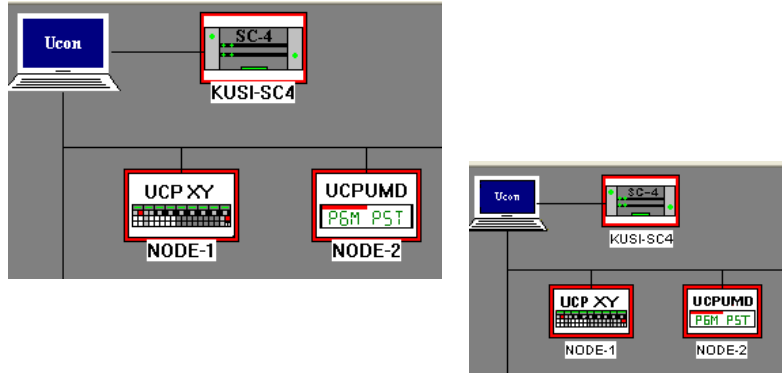 Ucon
SC-4
KUSI-SC4
UCP XY
UCPUMD
PGM PST
NODE-1
NODE-2
Ucon
SC-4
KUSI-SC4
UCP XY
UCPUMD
PGM PST
NODE-1
NODE-2